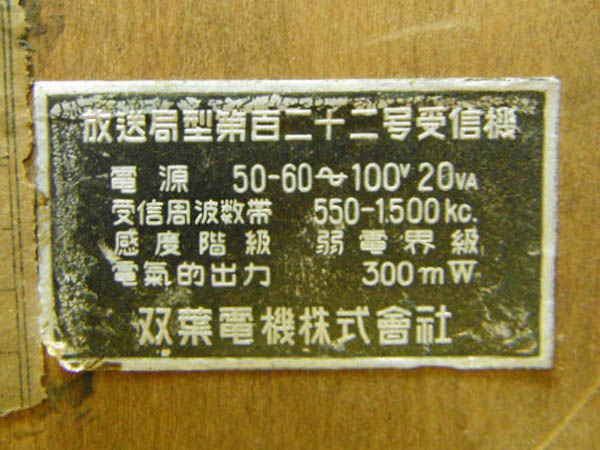 放送局型第百二十二号受信機
電源 50-60～100V 20VA
受信周波数帯 550-1.500kc.
感度階級 弱電界級
電氣的出力 300mW
双葉電機株式會社